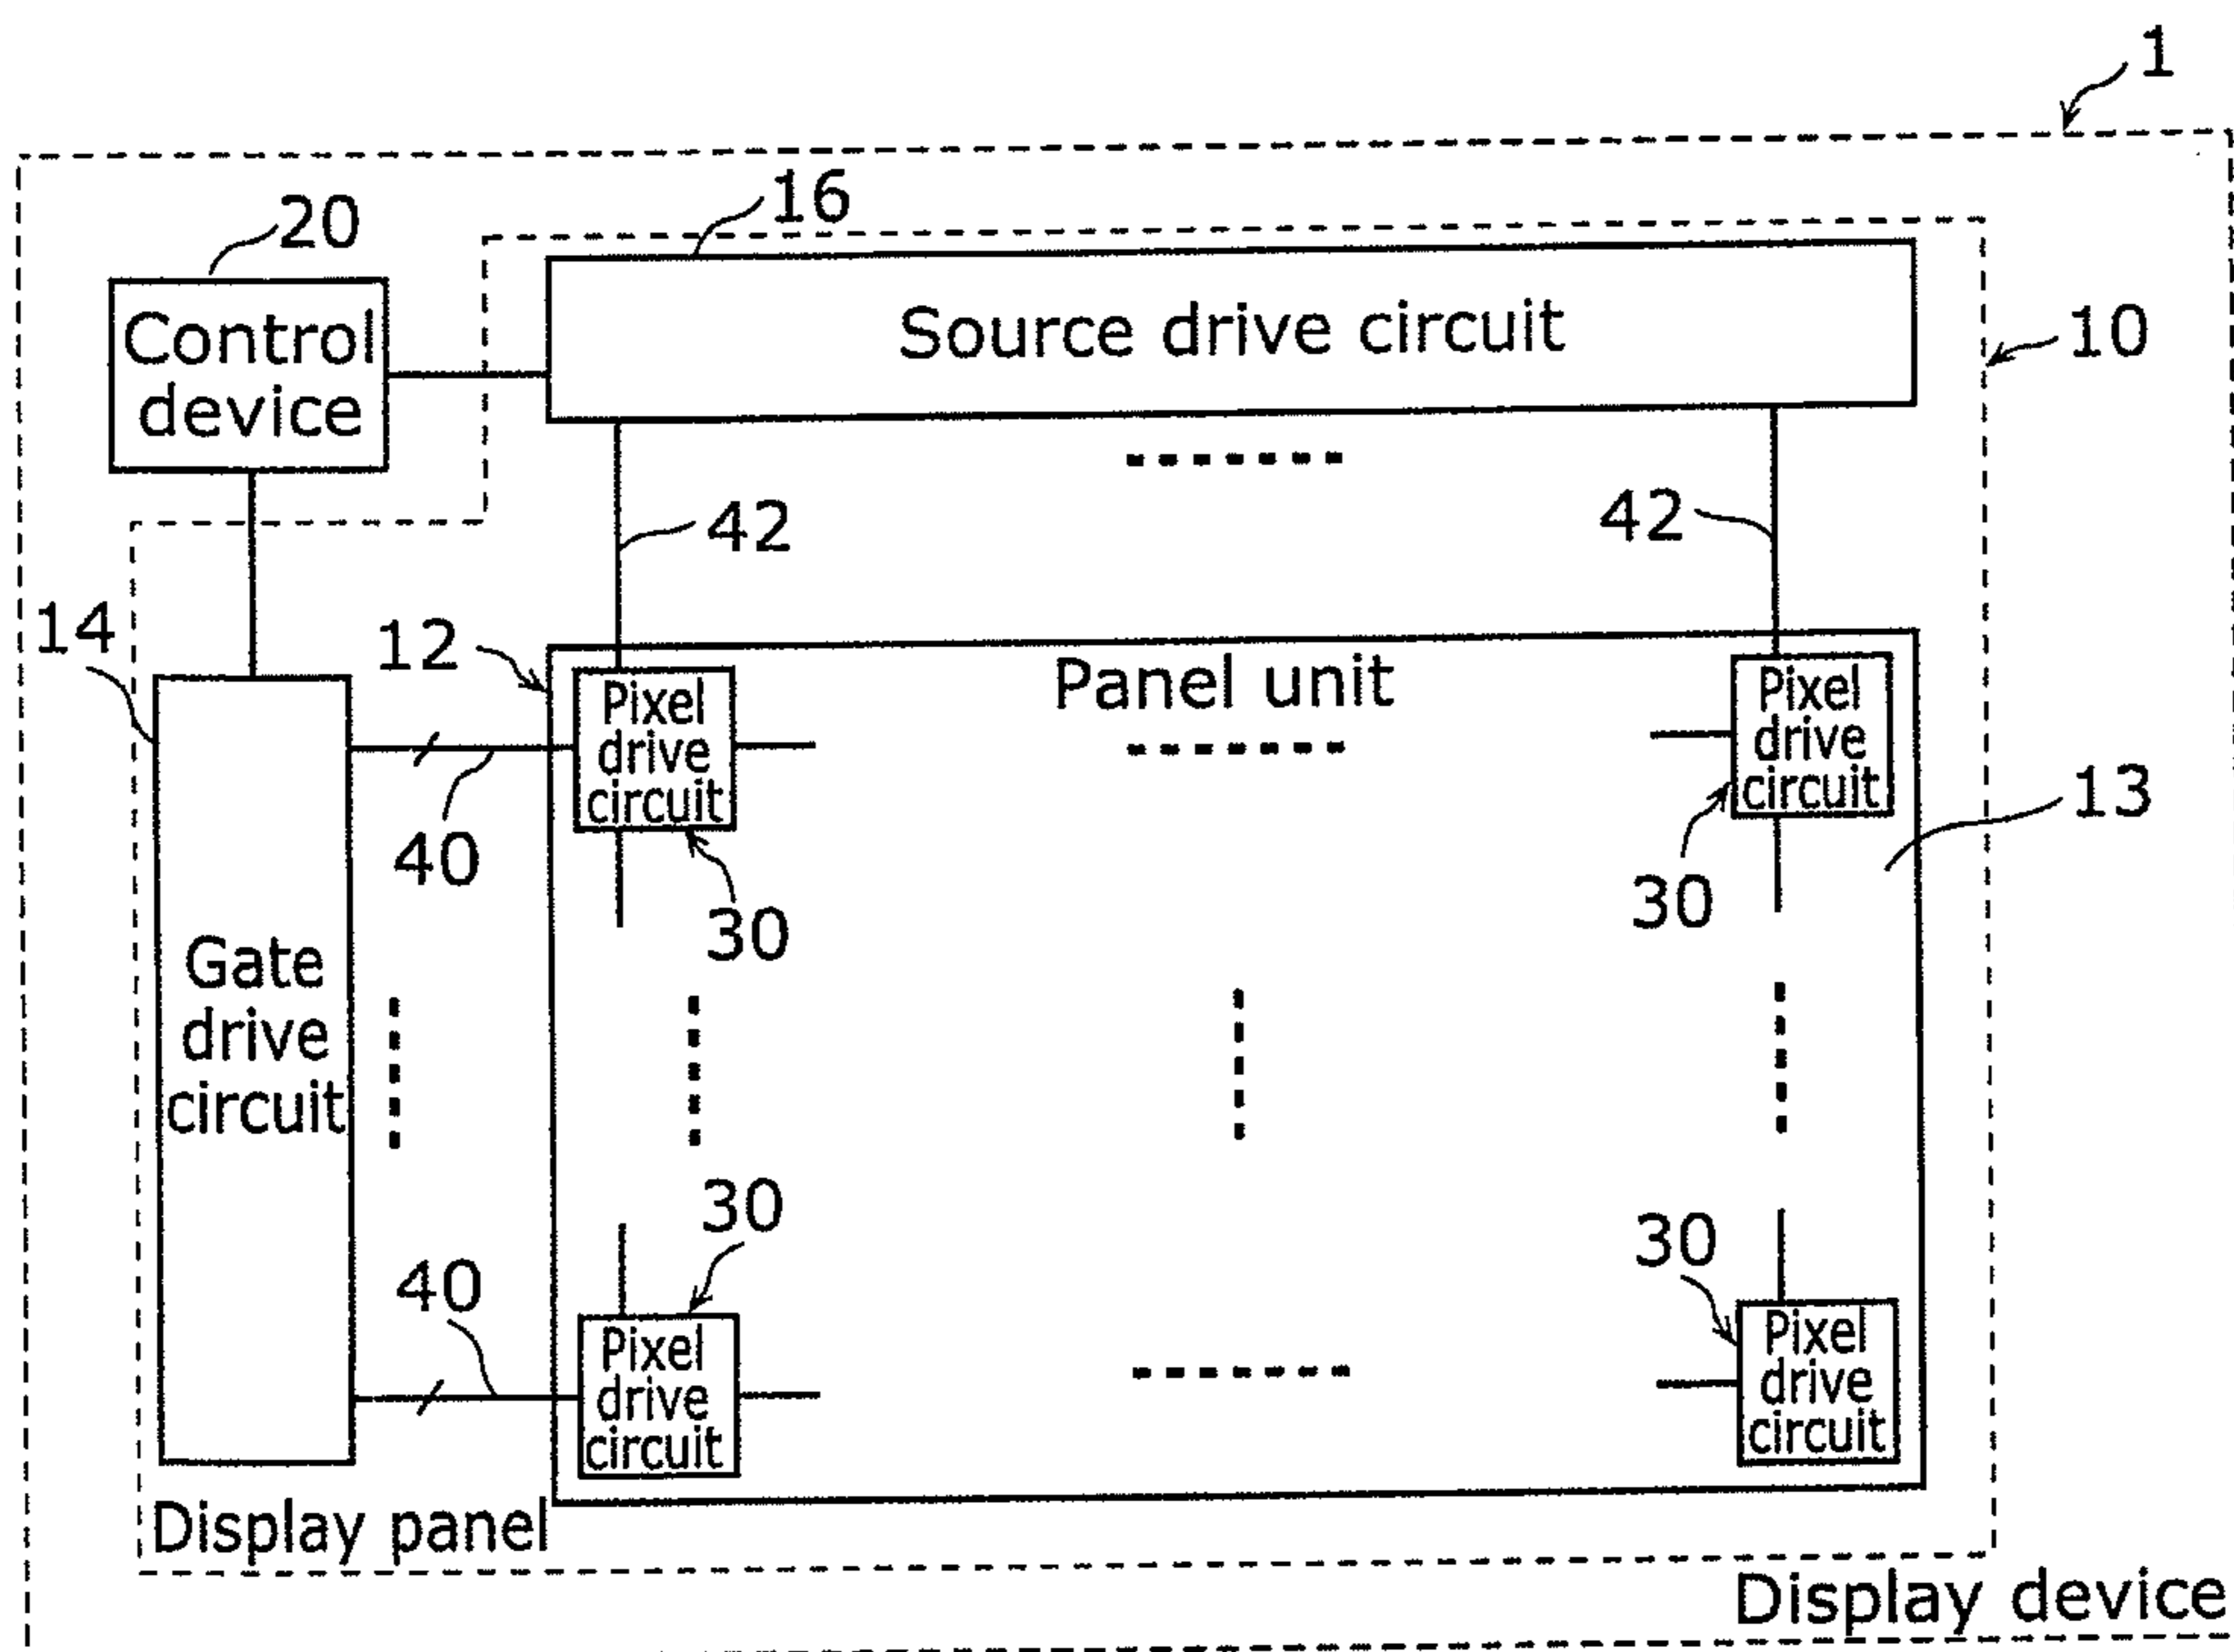 1
16
20
Source drive circuit
10
Control
device
42
42
14
12
Panel unit
Pixel
drive
circuit
Pixel
drive
circuit
13
40
30
30
Gate
drive
circuit
30
30
40
Pixel
drive
circuit
Pixel
drive
circuit
Display panel
Display device